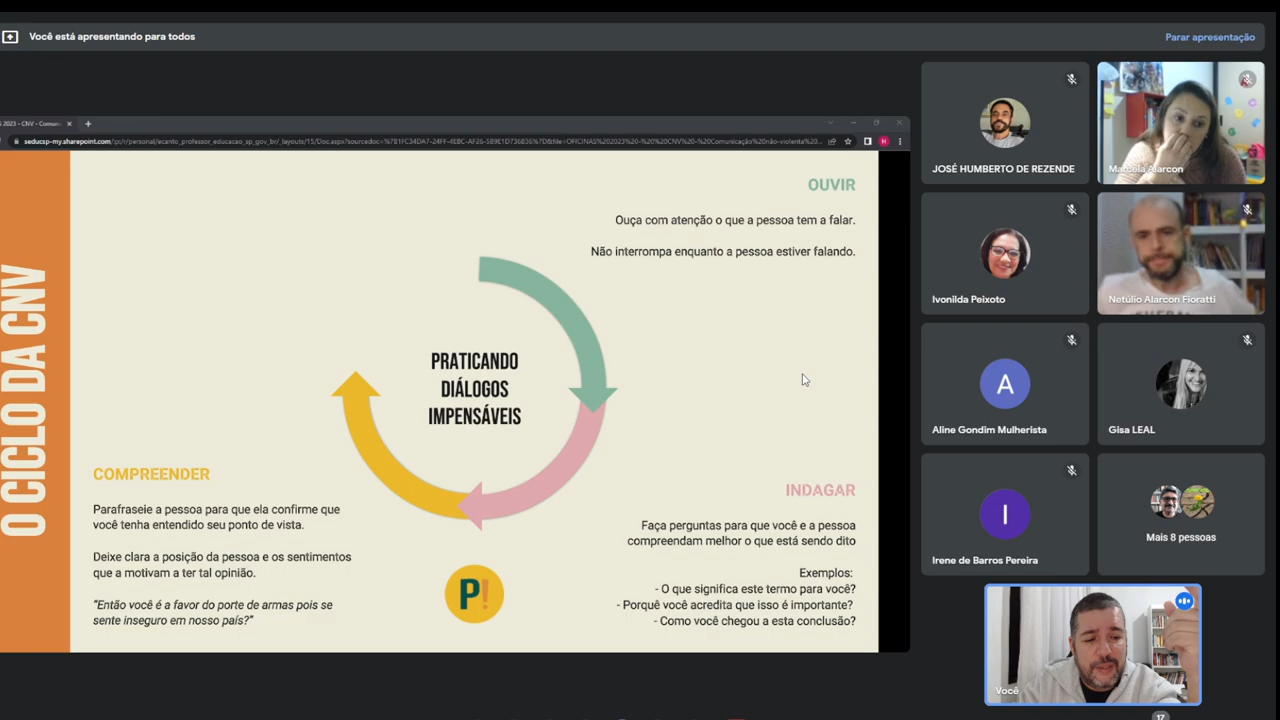 Você está apresentando para todos
Parar apresentação
O CICLO DA CNV
OUVIR
Ouça com atenção o que a pessoa tem a falar.
Não interrompa enquanto a pessoa estiver falando.
PRATICANDO
DIÁLOGOS
IMPENSÁVEIS
COMPREENDER
Parafraseie a pessoa para que ela confirme que
você tenha entendido seu ponto de vista.
Deixe clara a posição da pessoa e os sentimentos
que a motivam a ter tal opinião.
“Então você é a favor do porte de armas pois se
sente inseguro em nosso país?”
P!
INDAGAR
Faça perguntas para que você e a pessoa
compreendam melhor o que está sendo dito
Exemplos:
- O que significa este termo para você?
- Porquê você acredita que isso é importante?
- Como você chegou a esta conclusão?
JOSÉ HUMBERTO DE REZENDE
Marcela Alarcon
Ivonilda Peixoto
Netúlio Alarcon Fioratti
A
Aline Gondim Mulherista
Gisa LEAL
I
Irene de Barros Pereira
Mais 8 pessoas
Você
17